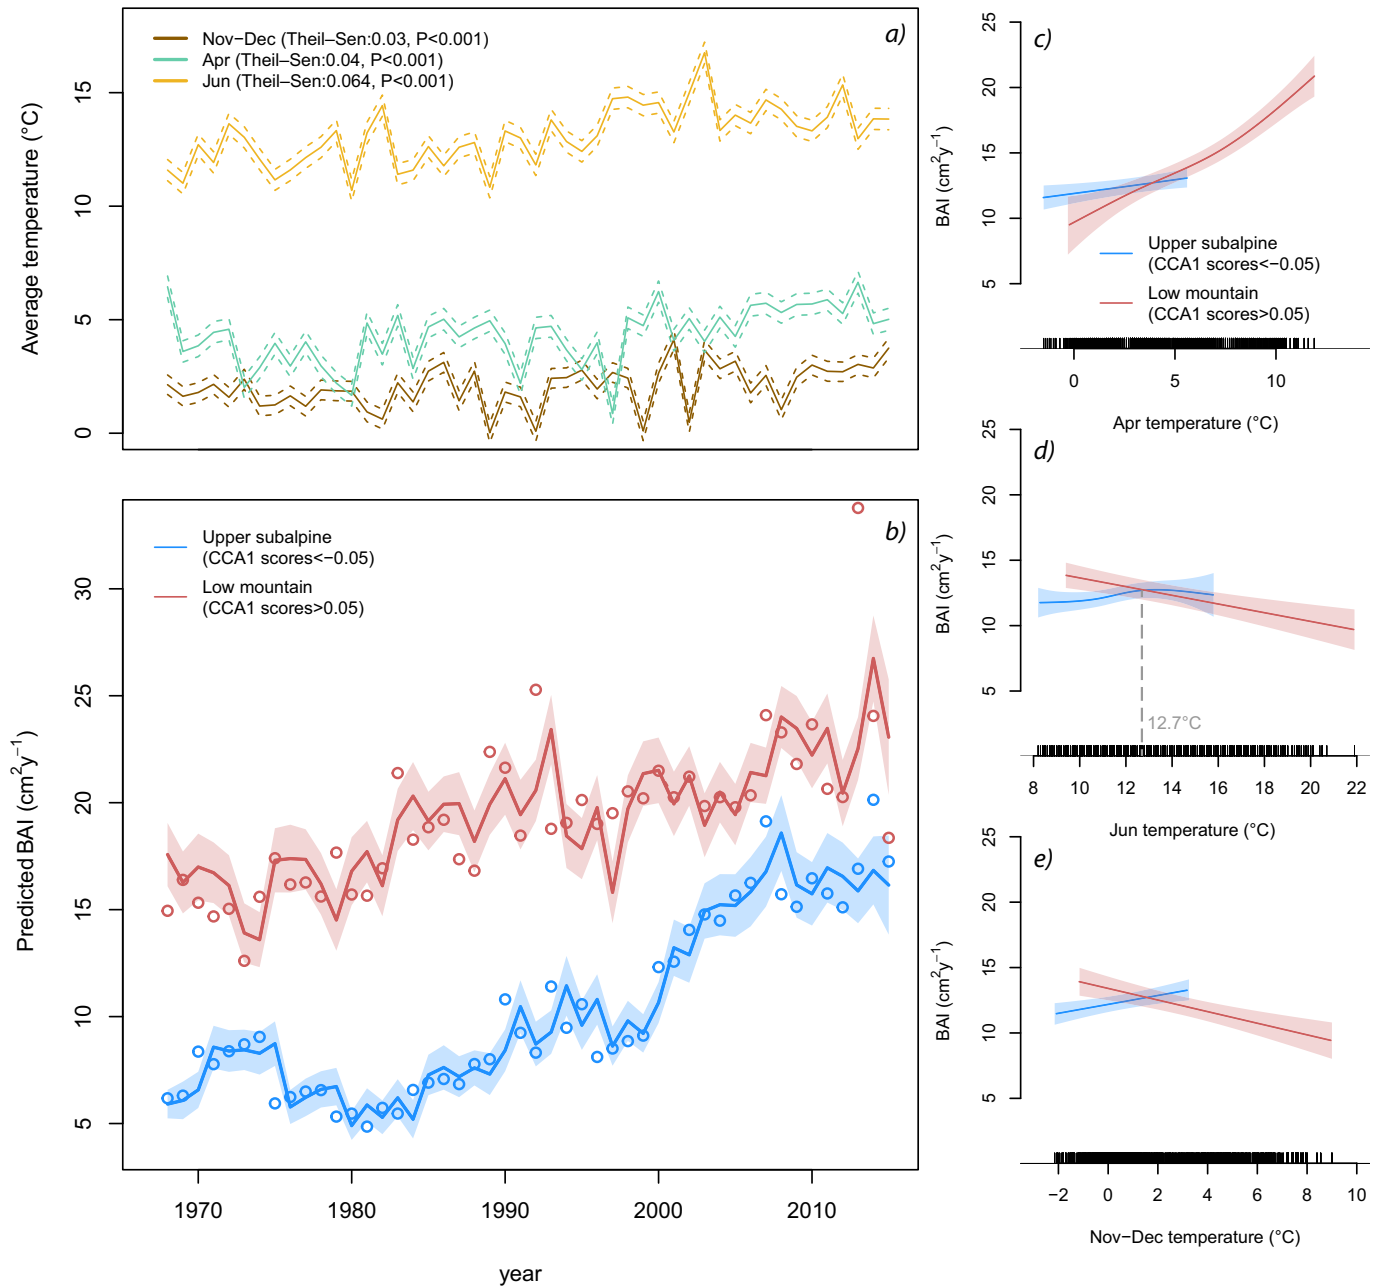 a)
Nov−Dec (Theil–Sen:0.03, P<0.001)
Apr (Theil–Sen:0.04, P<0.001)
Jun (Theil–Sen:0.064, P<0.001)
Average temperature (°C)
15
10
5
0
b)
Upper subalpine
(CCA1 scores<−0.05)
Low mountain
(CCA1 scores>0.05)
Predicted BAI (cm²y⁻¹)
30
25
20
15
10
5
1970 1980 1990 2000 2010
year
c)
BAI (cm²y⁻¹)
25
20
15
10
5
Upper subalpine
(CCA1 scores<−0.05)
Low mountain
(CCA1 scores>0.05)
0 5 10
Apr temperature (°C)
d)
BAI (cm²y⁻¹)
25
20
15
10
5
12.7°C
8 10 12 14 16 18 20 22
Jun temperature (°C)
e)
BAI (cm²y⁻¹)
25
20
15
10
5
−2 0 2 4 6 8 10
Nov−Dec temperature (°C)